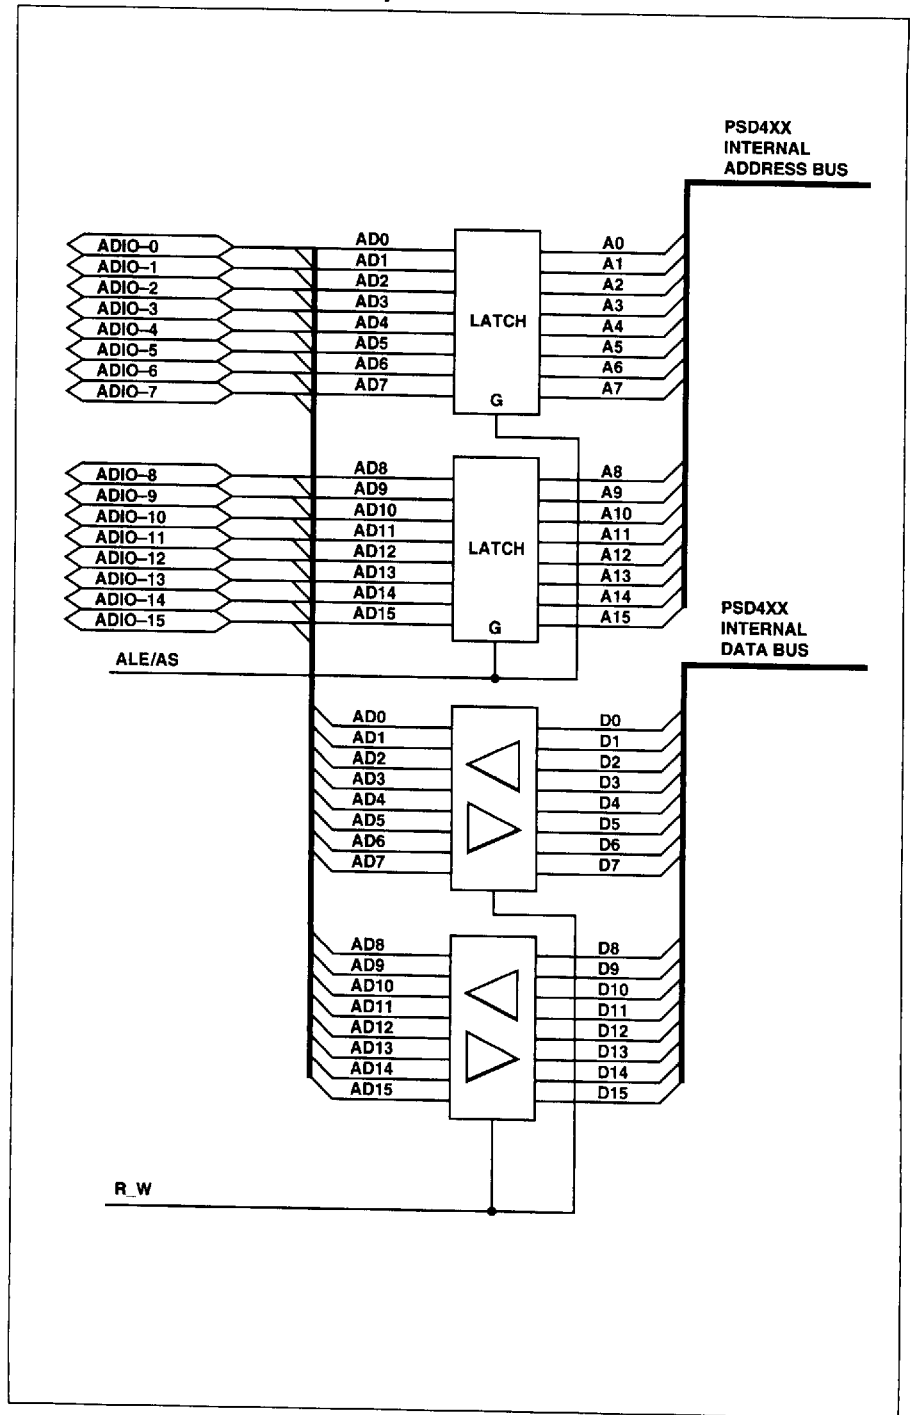 PSD4XX
INTERNAL
ADDRESS BUS
ADIO–0
ADIO–1
ADIO–2
ADIO–3
ADIO–4
ADIO–5
ADIO–6
ADIO–7
AD0
AD1
AD2
AD3
AD4
AD5
AD6
AD7
LATCH
G
A0
A1
A2
A3
A4
A5
A6
A7
ADIO–8
ADIO–9
ADIO–10
ADIO–11
ADIO–12
ADIO–13
ADIO–14
ADIO–15
AD8
AD9
AD10
AD11
AD12
AD13
AD14
AD15
LATCH
G
A8
A9
A10
A11
A12
A13
A14
A15
PSD4XX
INTERNAL
DATA BUS
ALE/AS
AD0
AD1
AD2
AD3
AD4
AD5
AD6
AD7
D0
D1
D2
D3
D4
D5
D6
D7
AD8
AD9
AD10
AD11
AD12
AD13
AD14
AD15
D8
D9
D10
D11
D12
D13
D14
D15
R_W